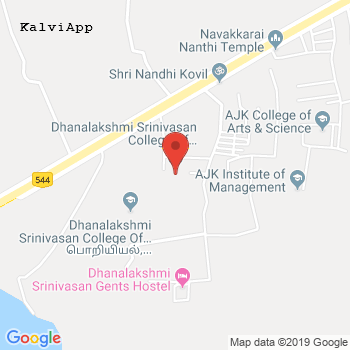 KalviApp
Navakkarai
Nanthi Temple
Shri Nandhi Kovil
Dhanalakshmi Srinivasan
College Of...
AJK College of
Arts & Science
AJK Institute of
Management
544
Dhanalakshmi
Srinivasan College Of...
பொறியியல்,...
Dhanalakshmi
Srinivasan Gents Hostel
Google
Map data ©2019 Google